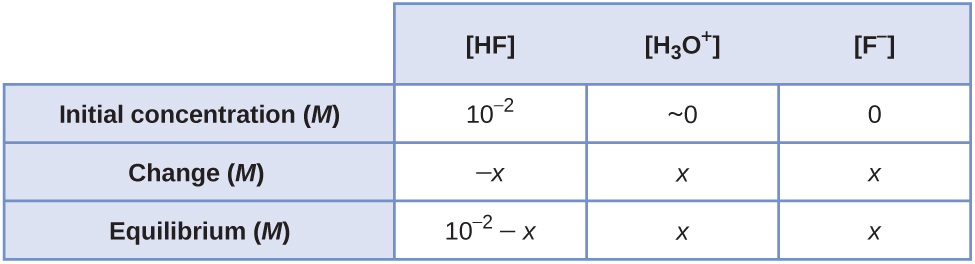 [HF] [H₃O⁺] [F⁻]
Initial concentration (M) 10⁻² ~0 0
Change (M) −x x x
Equilibrium (M) 10⁻² − x x x